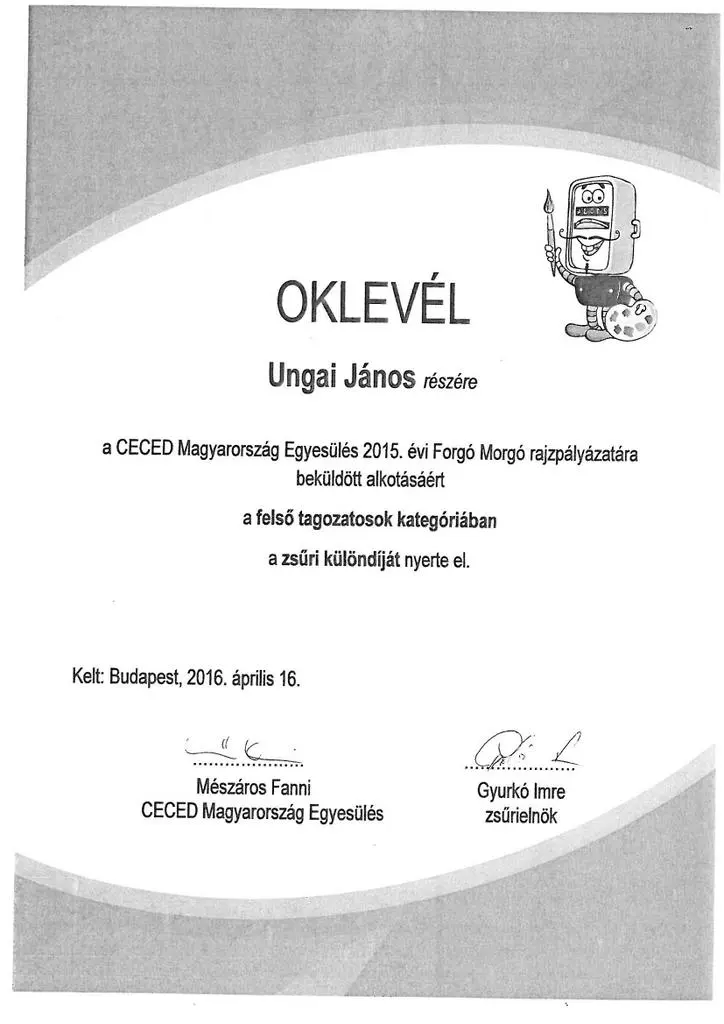 OKLEVÉL
Ungai János részére
a CECED Magyarország Egyesülés 2015. évi Forgó Morgó rajzpályázatára
beküldött alkotásáért
a felső tagozatosok kategóriában
a zsűri különdíját nyerte el.
Kelt: Budapest, 2016. április 16.
Mészáros Fanni
CECED Magyarország Egyesülés
Gyurkó Imre
zsűrielnök